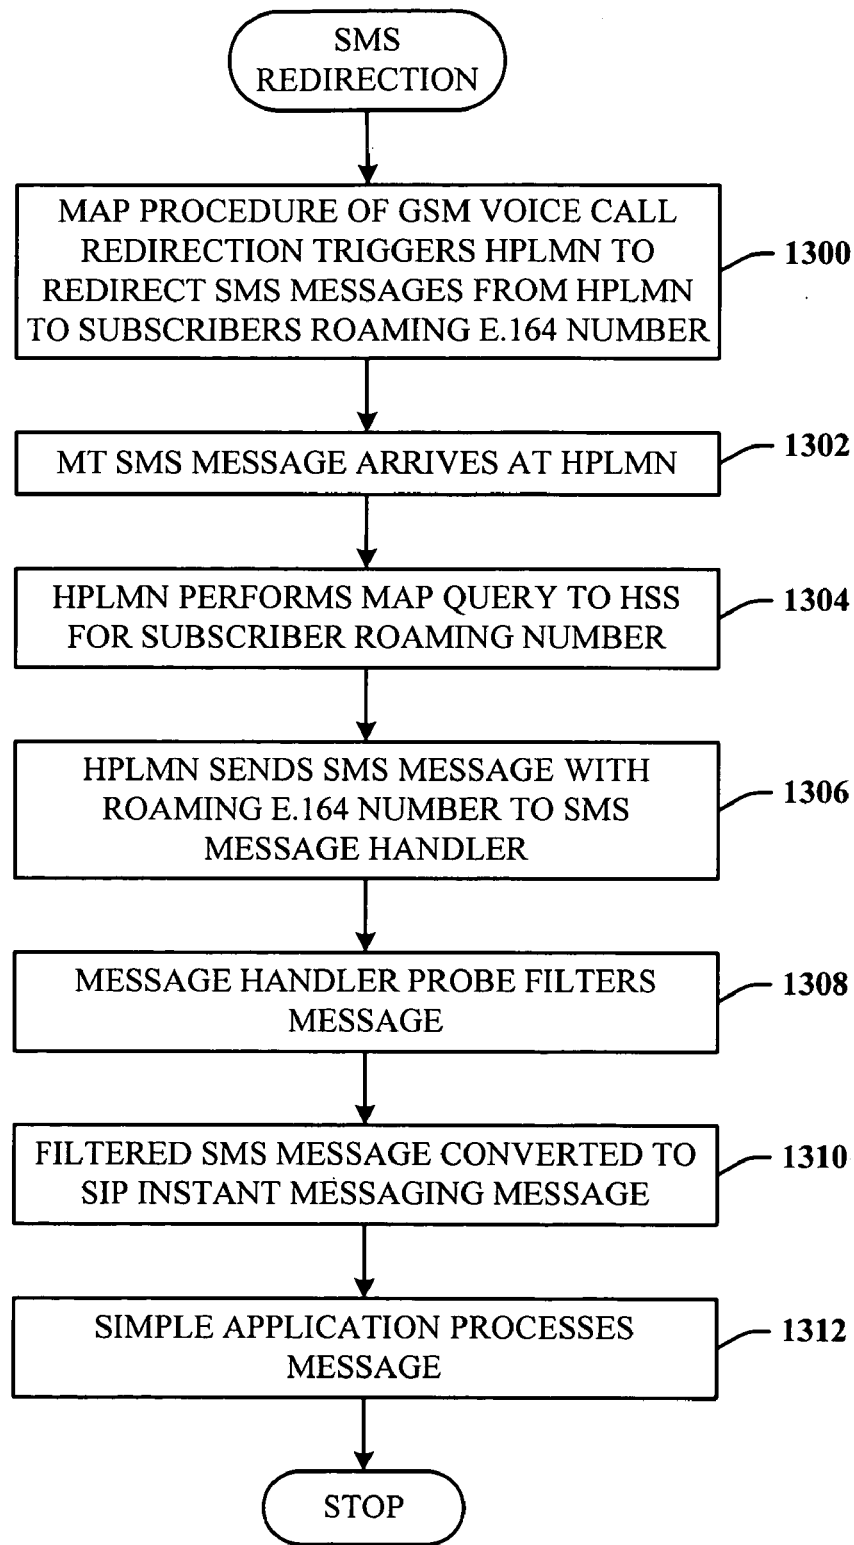 SMS
REDIRECTION
MAP PROCEDURE OF GSM VOICE CALL
REDIRECTION TRIGGERS HPLMN TO
REDIRECT SMS MESSAGES FROM HPLMN
TO SUBSCRIBERS ROAMING E.164 NUMBER
1300
MT SMS MESSAGE ARRIVES AT HPLMN
1302
HPLMN PERFORMS MAP QUERY TO HSS
FOR SUBSCRIBER ROAMING NUMBER
1304
HPLMN SENDS SMS MESSAGE WITH
ROAMING E.164 NUMBER TO SMS
MESSAGE HANDLER
1306
MESSAGE HANDLER PROBE FILTERS
MESSAGE
1308
FILTERED SMS MESSAGE CONVERTED TO
SIP INSTANT MESSAGING MESSAGE
1310
SIMPLE APPLICATION PROCESSES
MESSAGE
1312
STOP